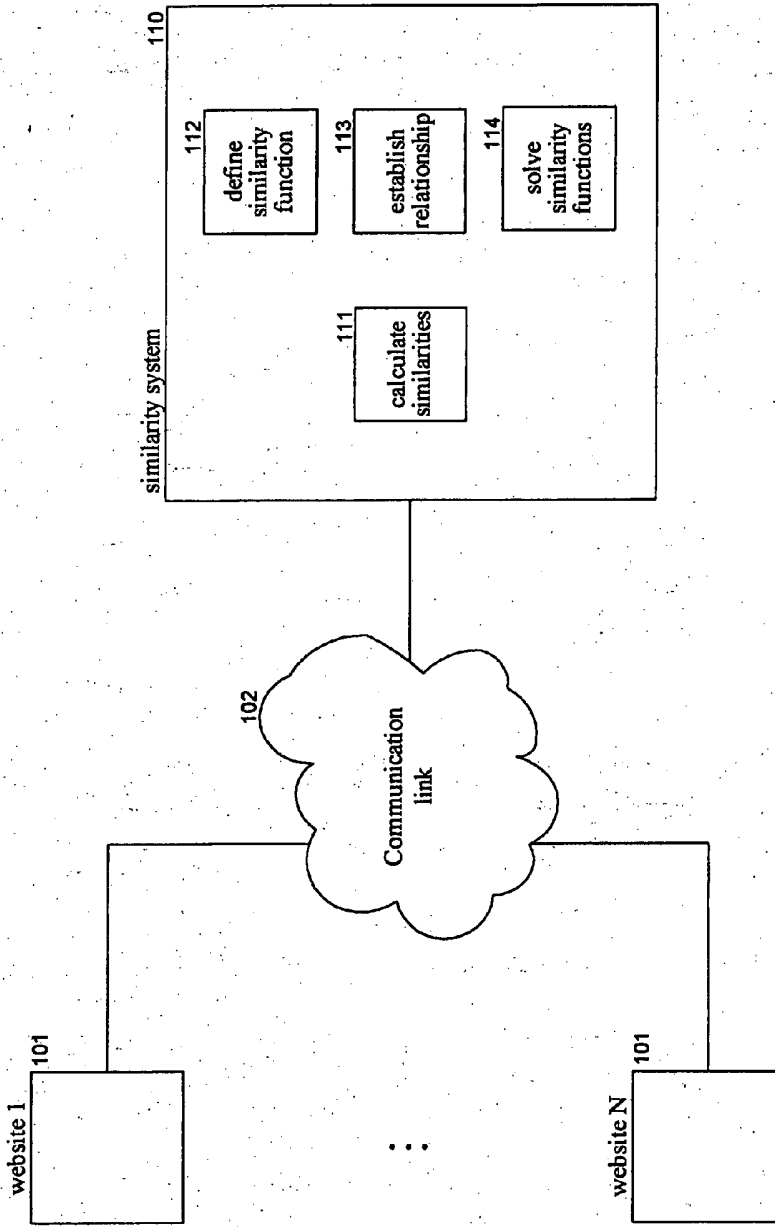 website 1
101
...
website N
101
102
Communication
link
similarity system
110
111
calculate
similarities
112
define
similarity
function
113
establish
relationship
114
solve
similarity
functions